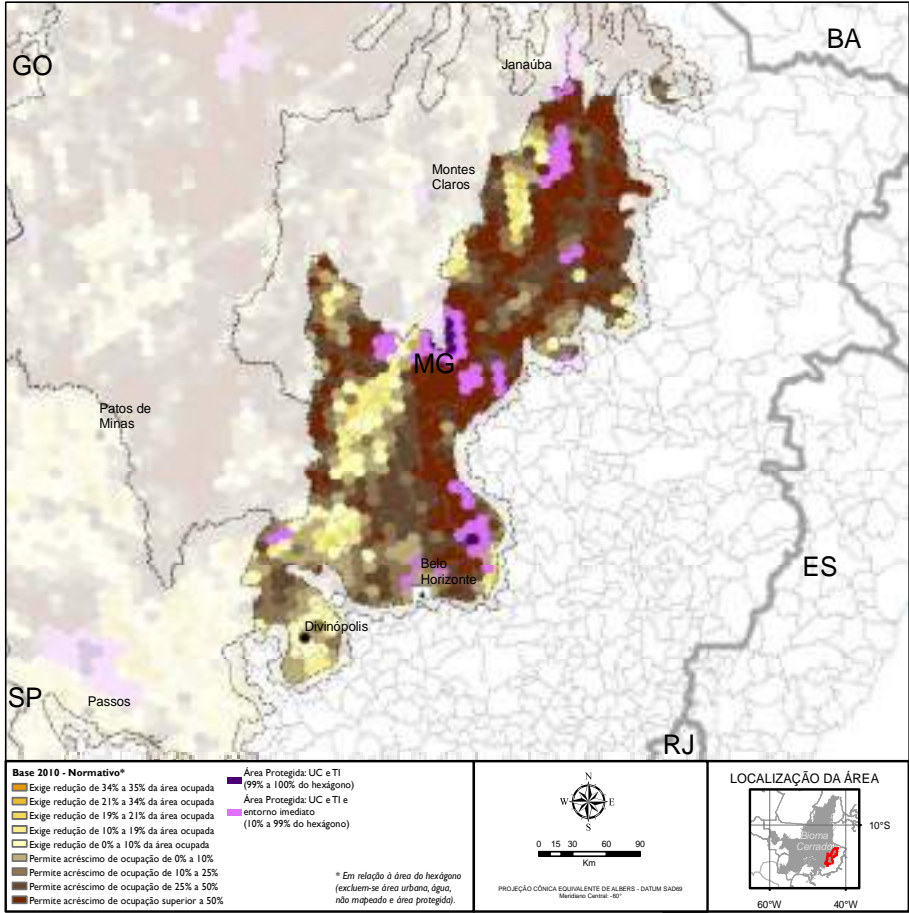 GO
BA
Janaúba
Montes
Claros
MG
Patos de
Minas
Belo
Horizonte
ES
Divinópolis
SP
Passos
RJ
Base 2010 - Normativo*
Exige redução de 34% a 35% da área ocupada
Exige redução de 21% a 34% da área ocupada
Exige redução de 19% a 21% da área ocupada
Exige redução de 10% a 19% da área ocupada
Exige redução de 0% a 10% da área ocupada
Permite acréscimo de ocupação de 0% a 10%
Permite acréscimo de ocupação de 10% a 25%
Permite acréscimo de ocupação de 25% a 50%
Permite acréscimo de ocupação superior a 50%
Área Protegida: UC e TI
(99% a 100% do hexágono)
Área Protegida: UC e TI e
entorno imediato
(10% a 99% do hexágono)
* Em relação à área do hexágono
(excluem-se área urbana, água,
não mapeado e área protegida).
N
W E
S
0 15 30 60 90
Km
PROJEÇÃO CÔNICA EQUIVALENTE DE ALBERS - DATUM SAD69
Meridiano Central: -60°
LOCALIZAÇÃO DA ÁREA
Bioma
Cerrado
10°S
60°W 40°W